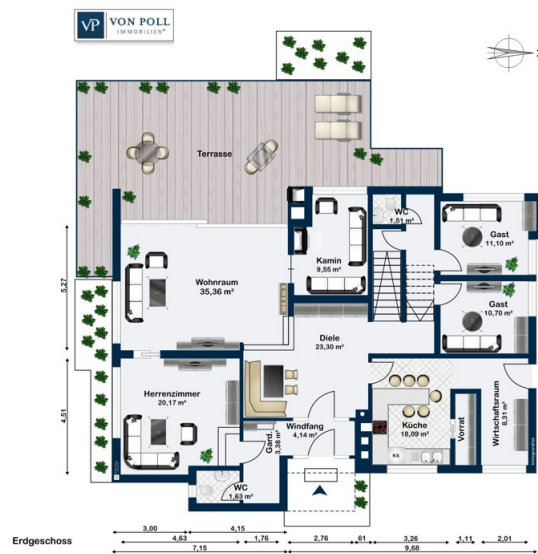 VP
VON POLL
IMMOBILIEN®
Terrasse
WC
1,51 m²
Gast
11,10 m²
Kamin
9,55 m²
Wohnraum
35,36 m²
Gast
10,70 m²
Diele
23,30 m²
Herrenzimmer
20,17 m²
Windfang
4,14 m²
Gard.
3,38 m²
Küche
18,09 m²
Vorrat
Wirtschaftsraum
8,31 m²
KS
WC
1,63 m²
5,27
4,51
Erdgeschoss
3,00
4,15
4,63
1,76
2,76
61
3,26
1,11
2,01
7,15
9,68